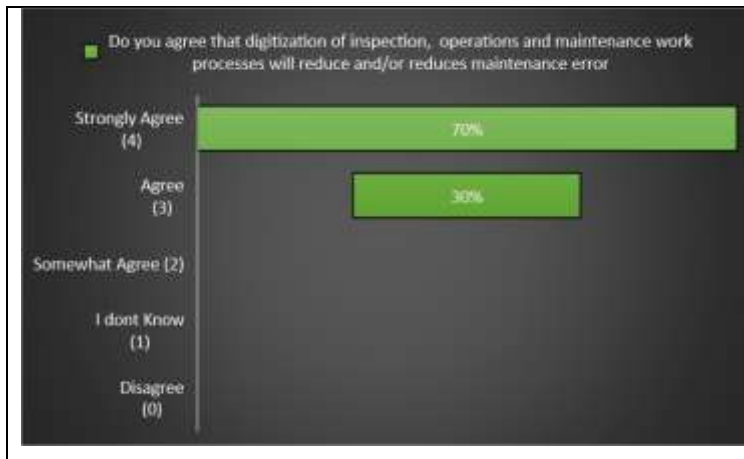 Do you agree that digitization of inspection, operations and maintenance work
processes will reduce and/or reduces maintenance error
Strongly Agree
(4)
70%
Agree
(3)
30%
Somewhat Agree (2)
I dont Know
(1)
Disagree
(0)